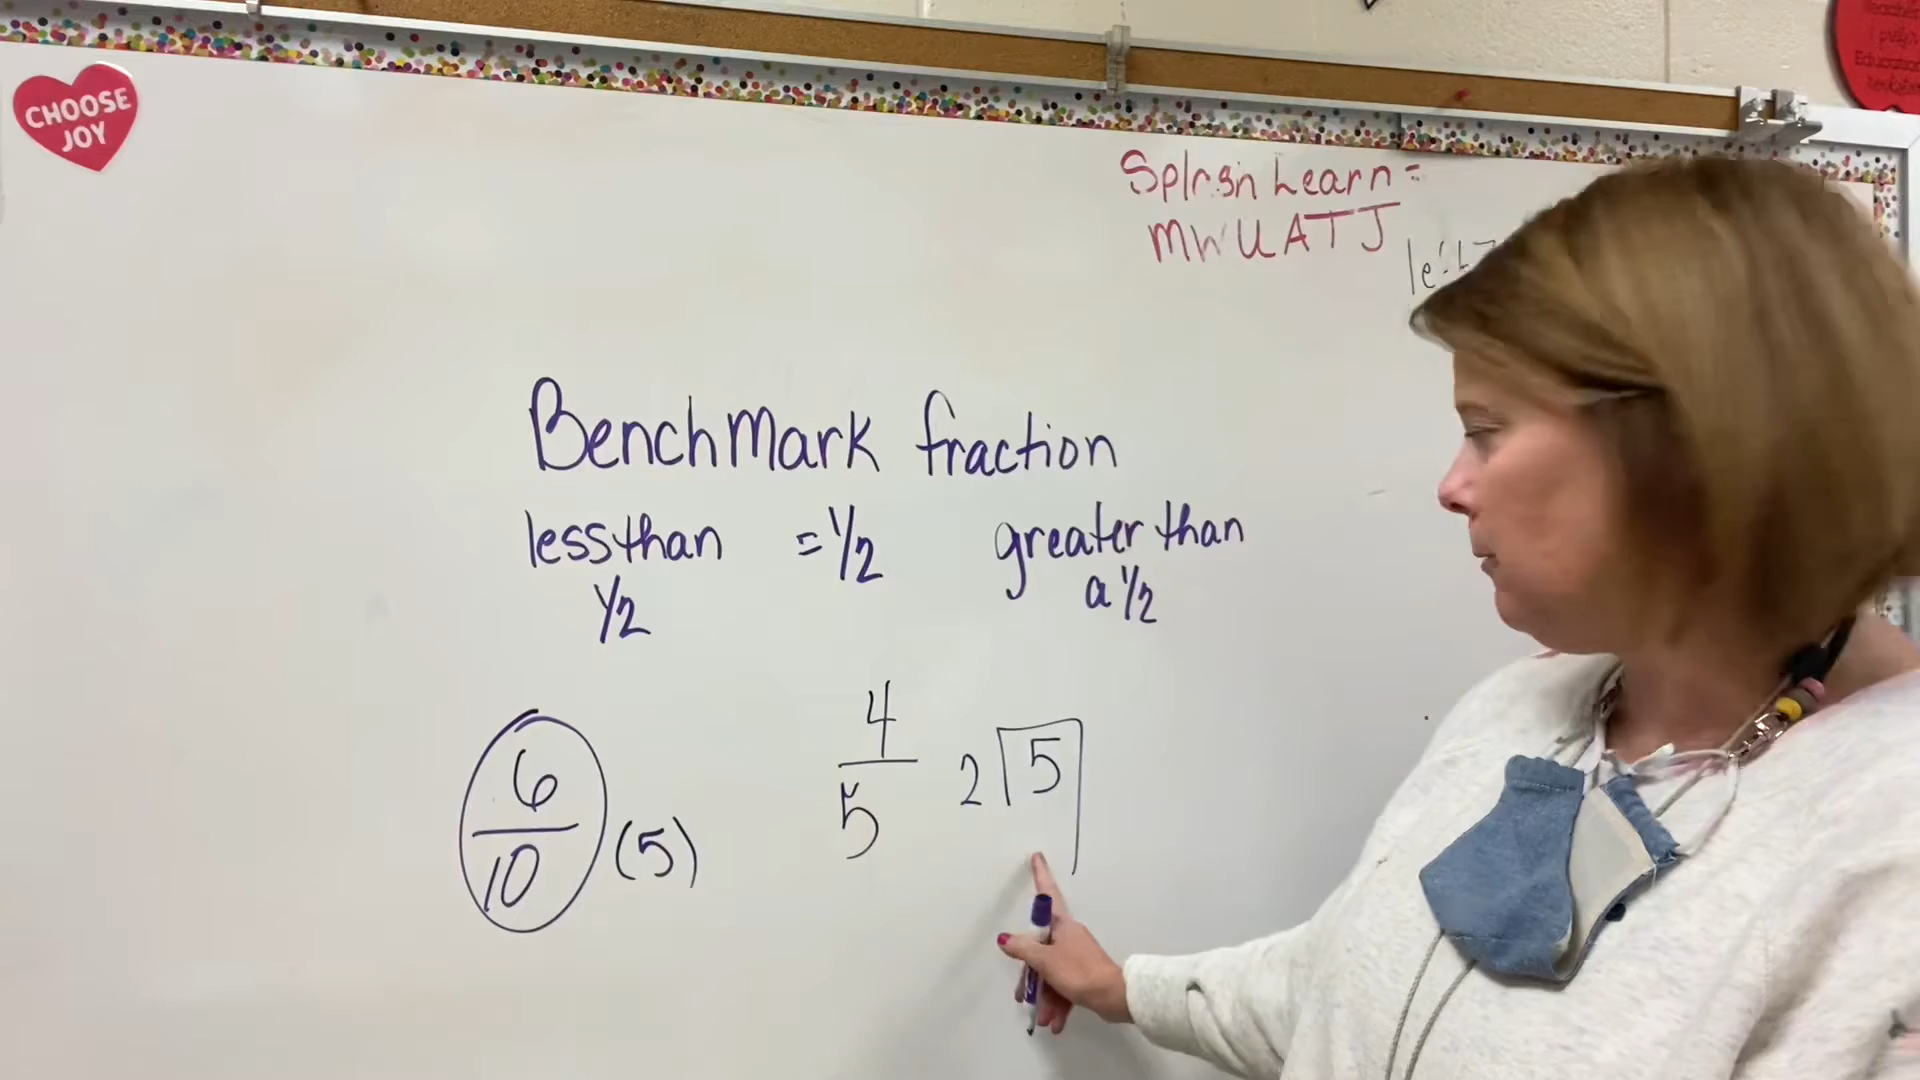 CHOOSE
JOY
Splash Learn =
MWUATJ
Benchmark fraction
less than = 1/2 greater than
1/2 a 1/2
6
10 (5)
4
5
2 5